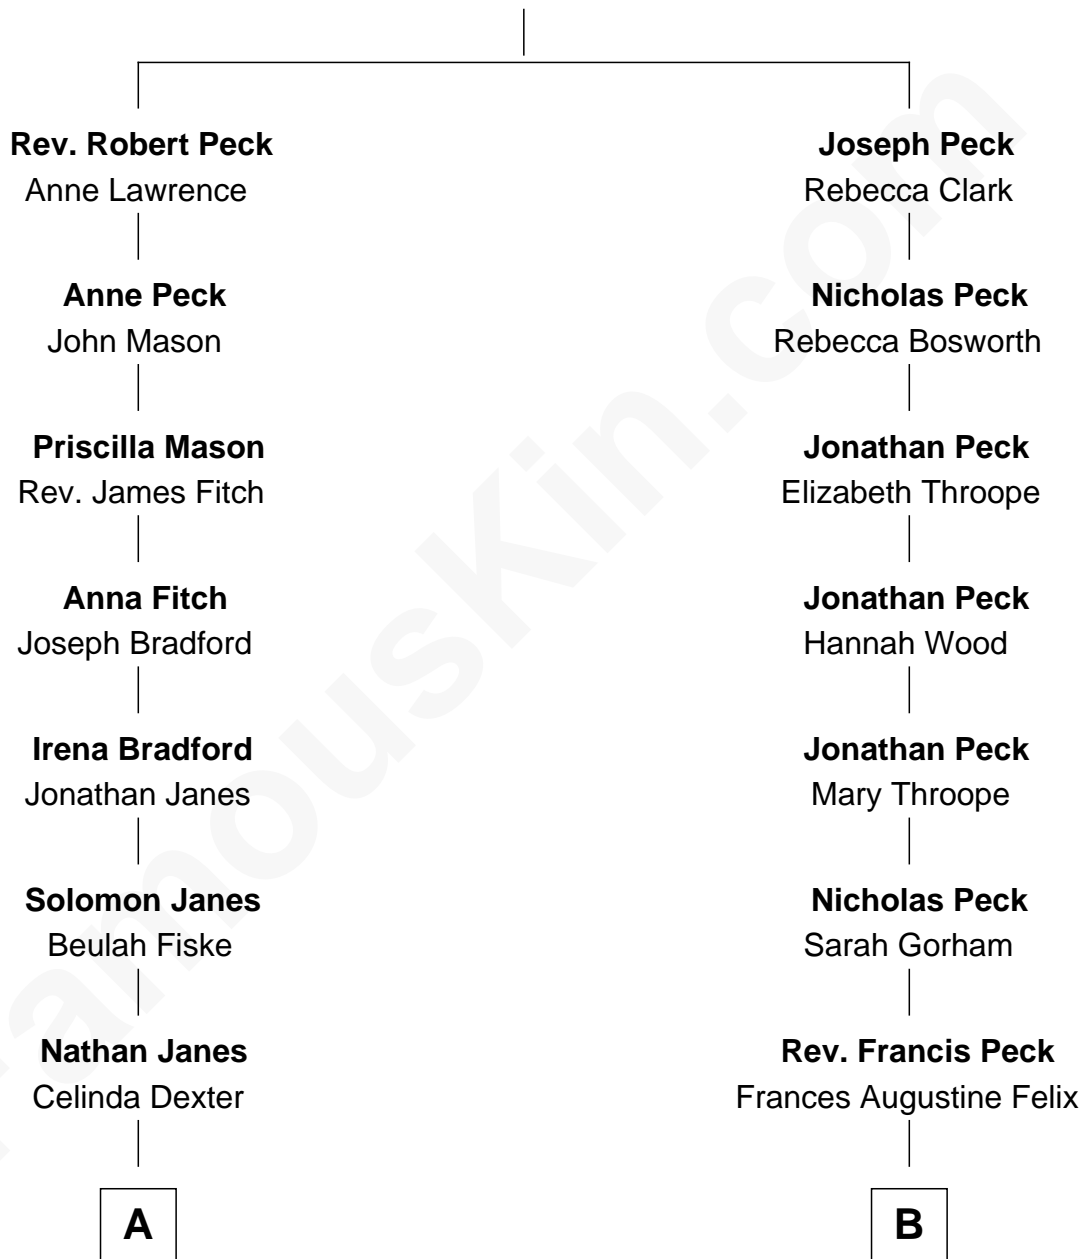 Rev. Robert Peck
Anne Lawrence
Anne Peck
John Mason
Priscilla Mason
Rev. James Fitch
Anna Fitch
Joseph Bradford
Irena Bradford
Jonathan Janes
Solomon Janes
Beulah Fiske
Nathan Janes
Celinda Dexter
A
Joseph Peck
Rebecca Clark
Nicholas Peck
Rebecca Bosworth
Jonathan Peck
Elizabeth Throope
Jonathan Peck
Hannah Wood
Jonathan Peck
Mary Throope
Nicholas Peck
Sarah Gorham
Rev. Francis Peck
Frances Augustine Felix
B
FamousKin.com